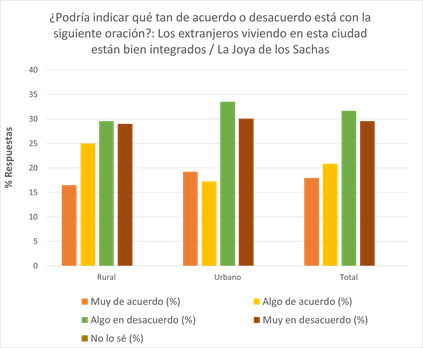 ¿Podría indicar qué tan de acuerdo o desacuerdo está con la
siguiente oración?: Los extranjeros viviendo en esta ciudad
están bien integrados / La Joya de los Sachas
40
35
30
25
20
15
10
5
0
% Respuestas
Rural Urbano Total
Muy de acuerdo (%) Algo de acuerdo (%)
Algo en desacuerdo (%) Muy en desacuerdo (%)
No lo sé (%)